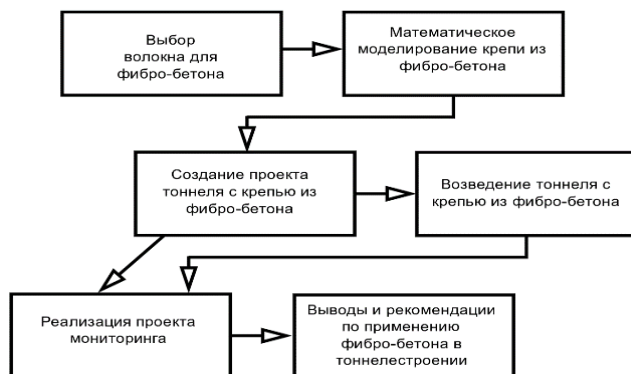 Выбор
волокна для
фибро-бетона
Математическое
моделирование крепи из
фибро-бетона
Создание проекта
тоннеля с крепью из
фибро-бетона
Возведение тоннеля с
крепью из фибро-бетона
Реализация проекта
мониторинга
Выводы и рекомендации
по применению
фибро-бетона в
тоннелестроении